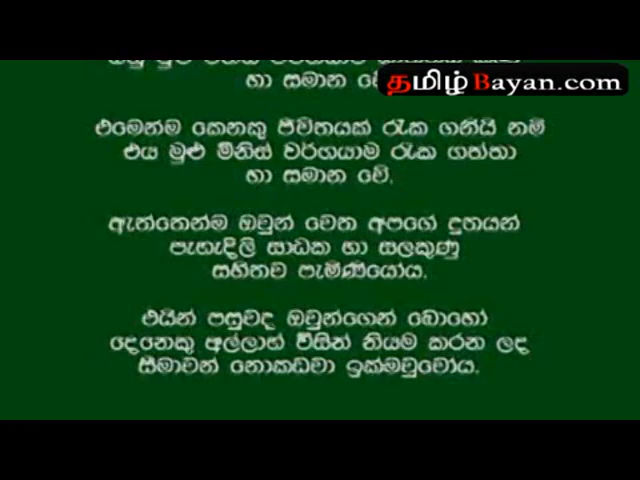 தமிழ் Bayan.com
හා සමාන වේ
එමෙන්ම කෙනකු ජීවිතයක් රැක ගනීයි නම්
එය මුළු මිනිස් වර්ගයාම රැක ගත්තා
හා සමාන වේ.
ඇත්තෙන්ම ඔවුන් වෙත අපගේ දූතයන්
පැහැදිලි සාධක හා සලකුණු
සහිතව පැමිණියෝය.
එයින් පසුවද ඔවුන්ගෙන් බොහෝ
දෙනෙකු අල්ලාහ් විසින් නියම කරන ලද
සීමාවන් නොකඩවා ඉක්මවූවෝය.